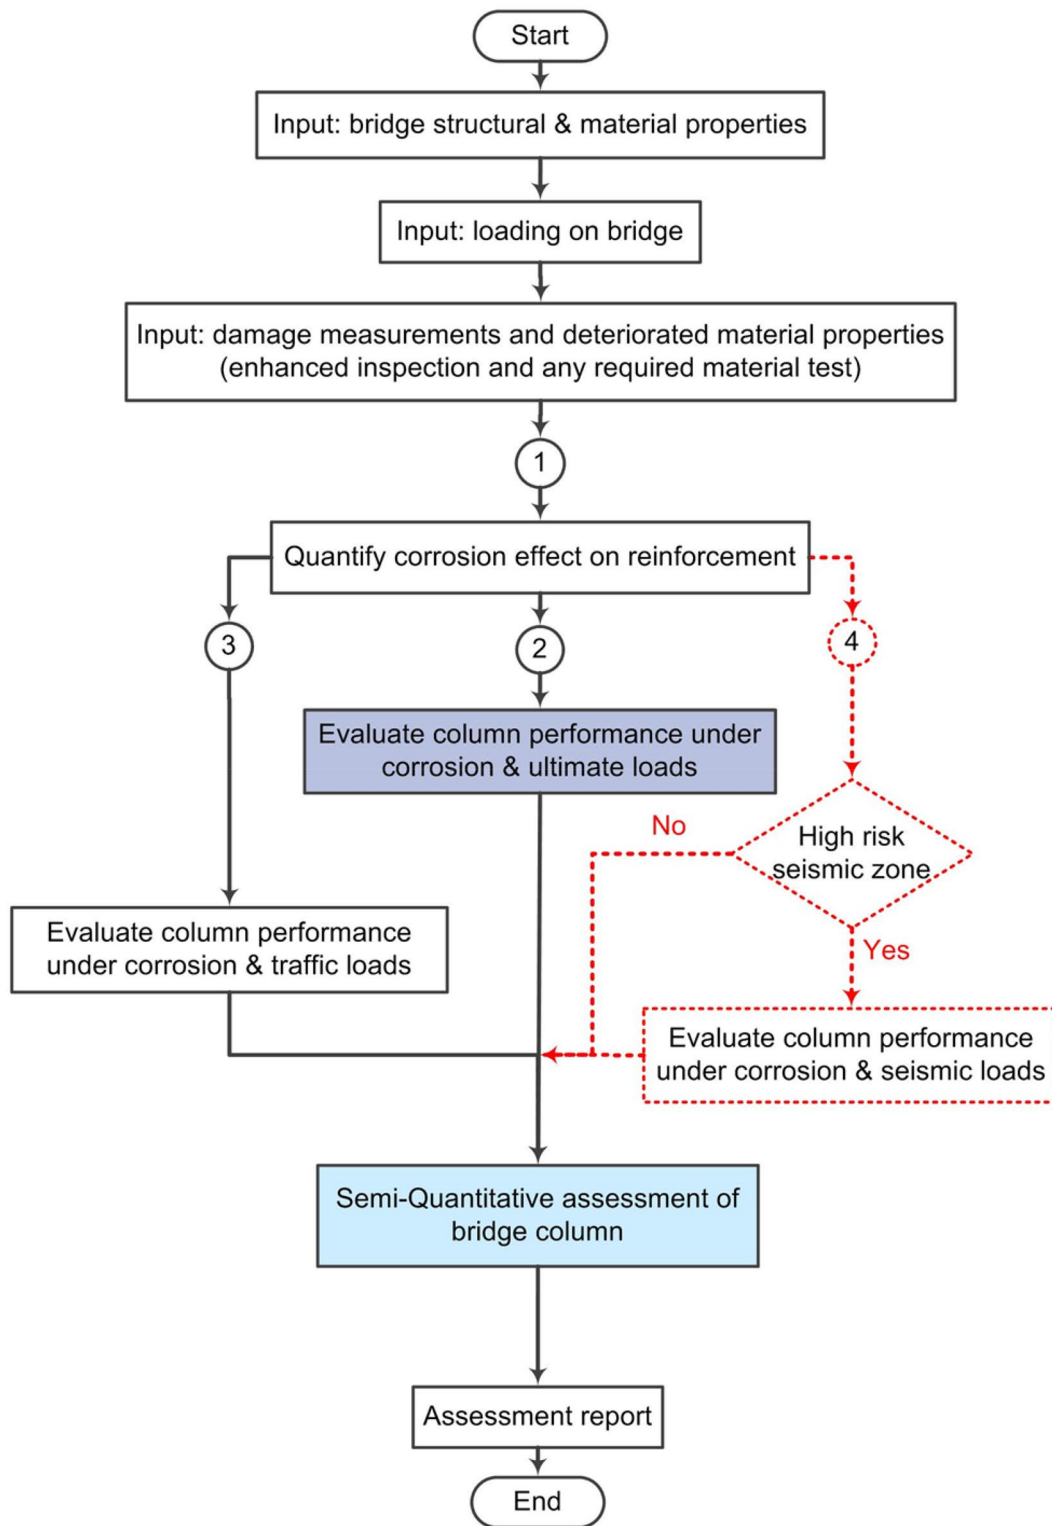 Start
Input: bridge structural & material properties
Input: loading on bridge
Input: damage measurements and deteriorated material properties
(enhanced inspection and any required material test)
1
Quantify corrosion effect on reinforcement
3
2
4
Evaluate column performance under
corrosion & ultimate loads
No
High risk
seismic zone
Yes
Evaluate column performance
under corrosion & traffic loads
Evaluate column performance
under corrosion & seismic loads
Semi-Quantitative assessment of
bridge column
Assessment report
End